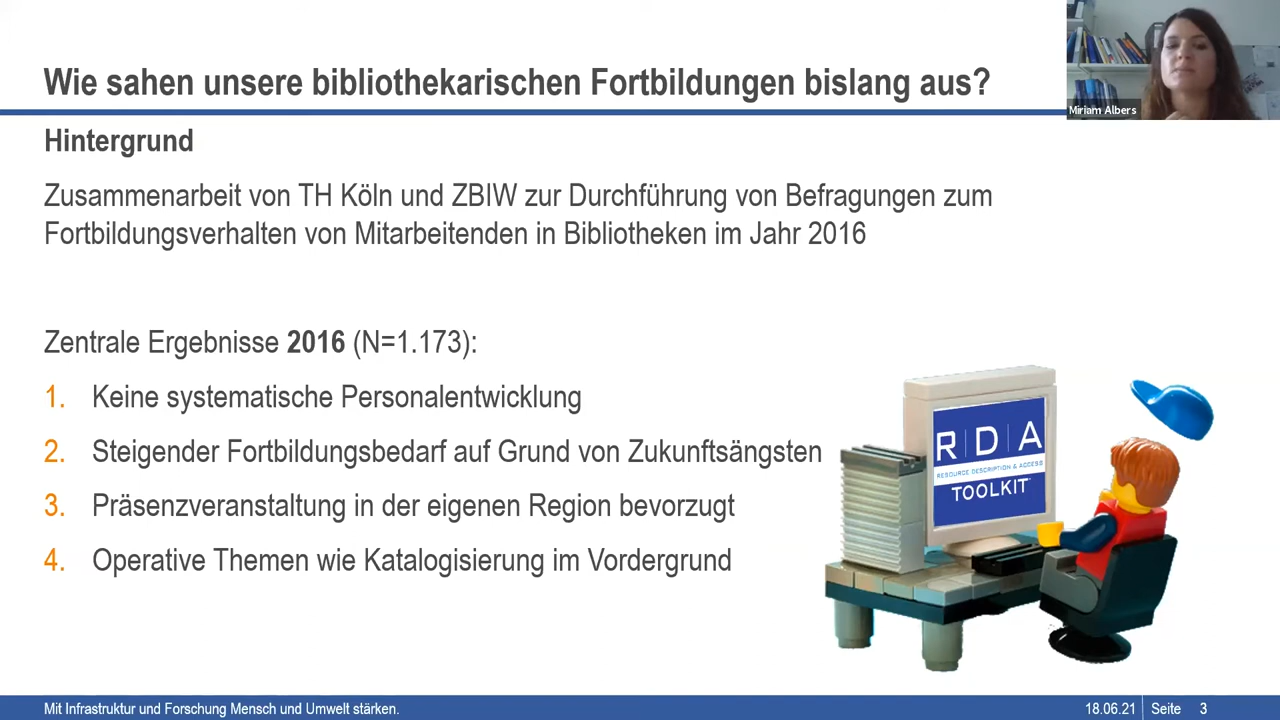 Wie sahen unsere bibliothekarischen Fortbildungen bislang aus?
Miriam Albers
Hintergrund
Zusammenarbeit von TH Köln und ZBIW zur Durchführung von Befragungen zum
Fortbildungsverhalten von Mitarbeitenden in Bibliotheken im Jahr 2016
Zentrale Ergebnisse 2016 (N=1.173):
1. Keine systematische Personalentwicklung
2. Steigender Fortbildungsbedarf auf Grund von Zukunftsängsten
3. Präsenzveranstaltung in der eigenen Region bevorzugt
4. Operative Themen wie Katalogisierung im Vordergrund
R|D|A
RESOURCE DESCRIPTION & ACCESS
TOOLKIT
Mit Infrastruktur und Forschung Mensch und Umwelt stärken.
18.06.21 Seite 3